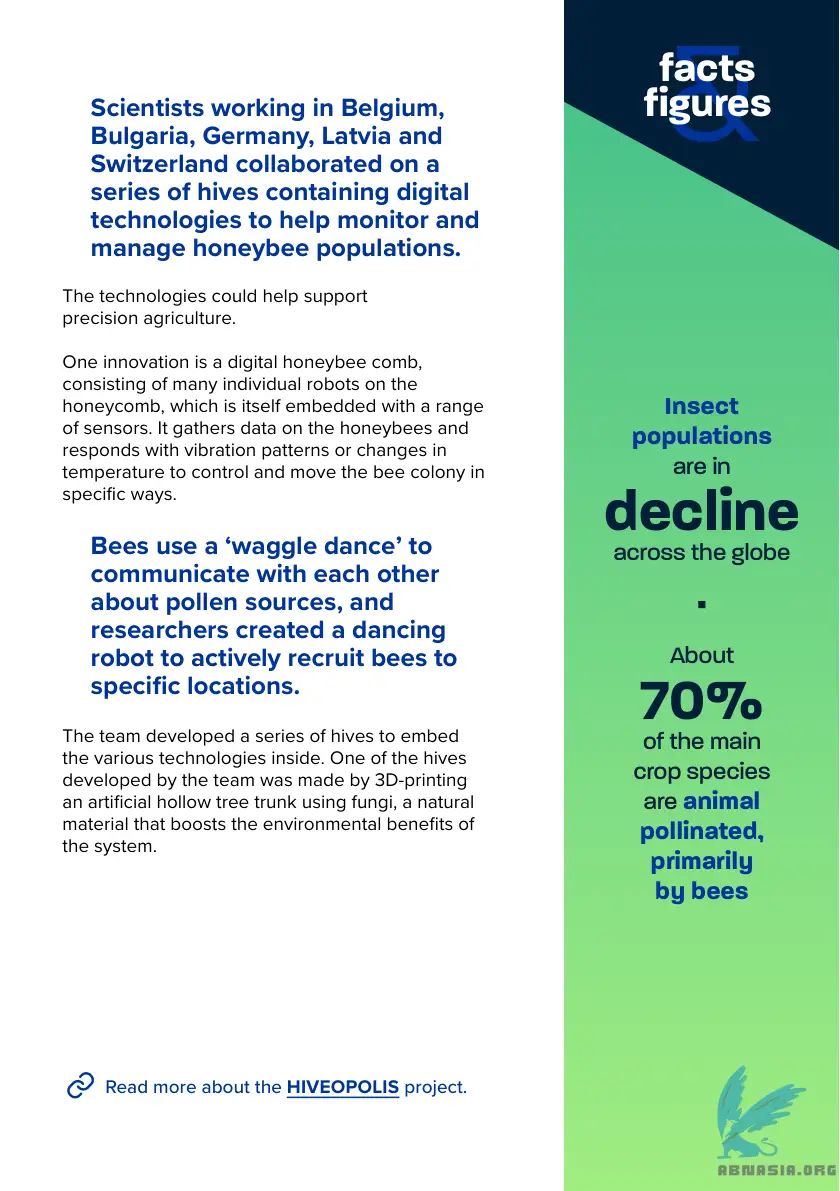 Scientists working in Belgium,
Bulgaria, Germany, Latvia and
Switzerland collaborated on a
series of hives containing digital
technologies to help monitor and
manage honeybee populations.
The technologies could help support
precision agriculture.
One innovation is a digital honeybee comb,
consisting of many individual robots on the
honeycomb, which is itself embedded with a range
of sensors. It gathers data on the honeybees and
responds with vibration patterns or changes in
temperature to control and move the bee colony in
specific ways.
Bees use a ‘waggle dance’ to
communicate with each other
about pollen sources, and
researchers created a dancing
robot to actively recruit bees to
specific locations.
The team developed a series of hives to embed
the various technologies inside. One of the hives
developed by the team was made by 3D-printing
an artificial hollow tree trunk using fungi, a natural
material that boosts the environmental benefits of
the system.
Read more about the HIVEOPOLIS project.
facts
&
figures
Insect
populations
are in
decline
across the globe
About
70%
of the main
crop species
are animal
pollinated,
primarily
by bees
ABNASIA.ORG